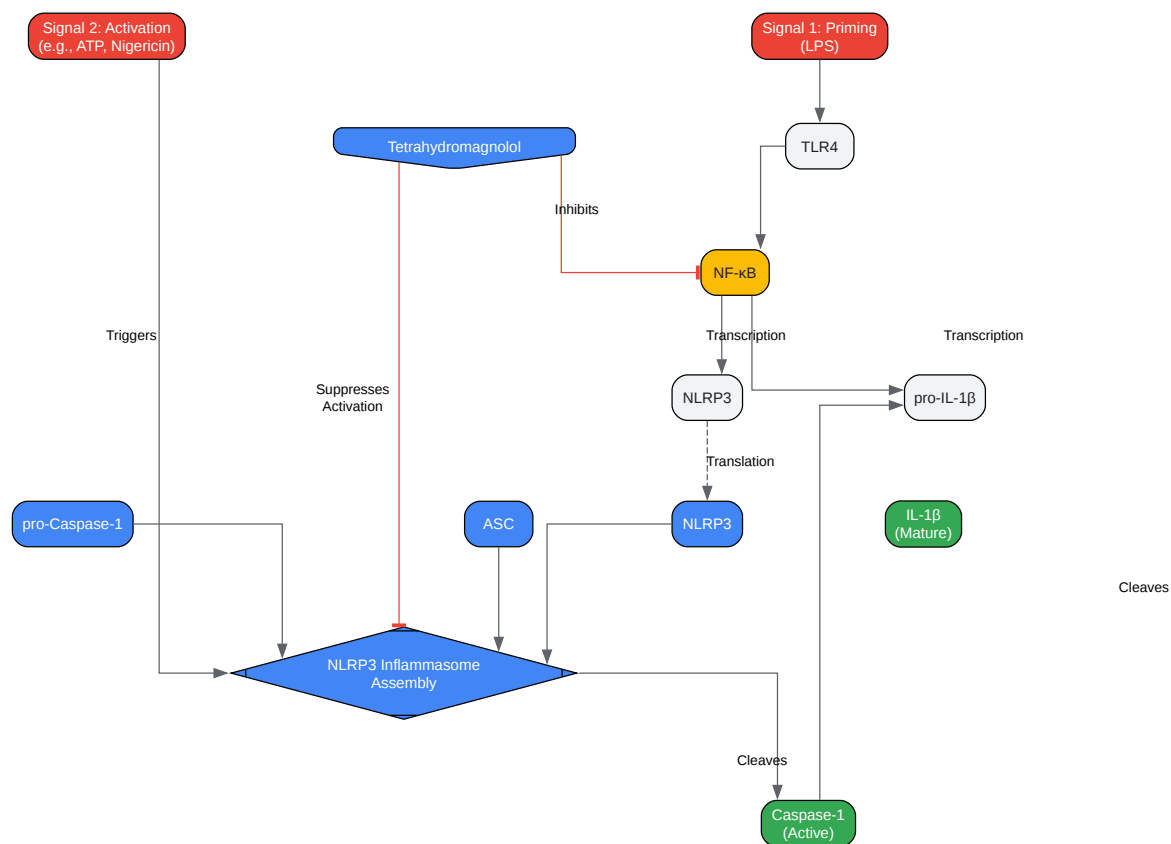 Signal 2: Activation
(e.g., ATP, Nigericin)
Signal 1: Priming
(LPS)
Tetrahydromagnolol
TLR4
Inhibits
NF-κB
Triggers
Transcription
Transcription
Suppresses
Activation
NLRP3
pro-IL-1β
Translation
pro-Caspase-1
ASC
NLRP3
IL-1β
(Mature)
Cleaves
NLRP3 Inflammasome
Assembly
Cleaves
Caspase-1
(Active)